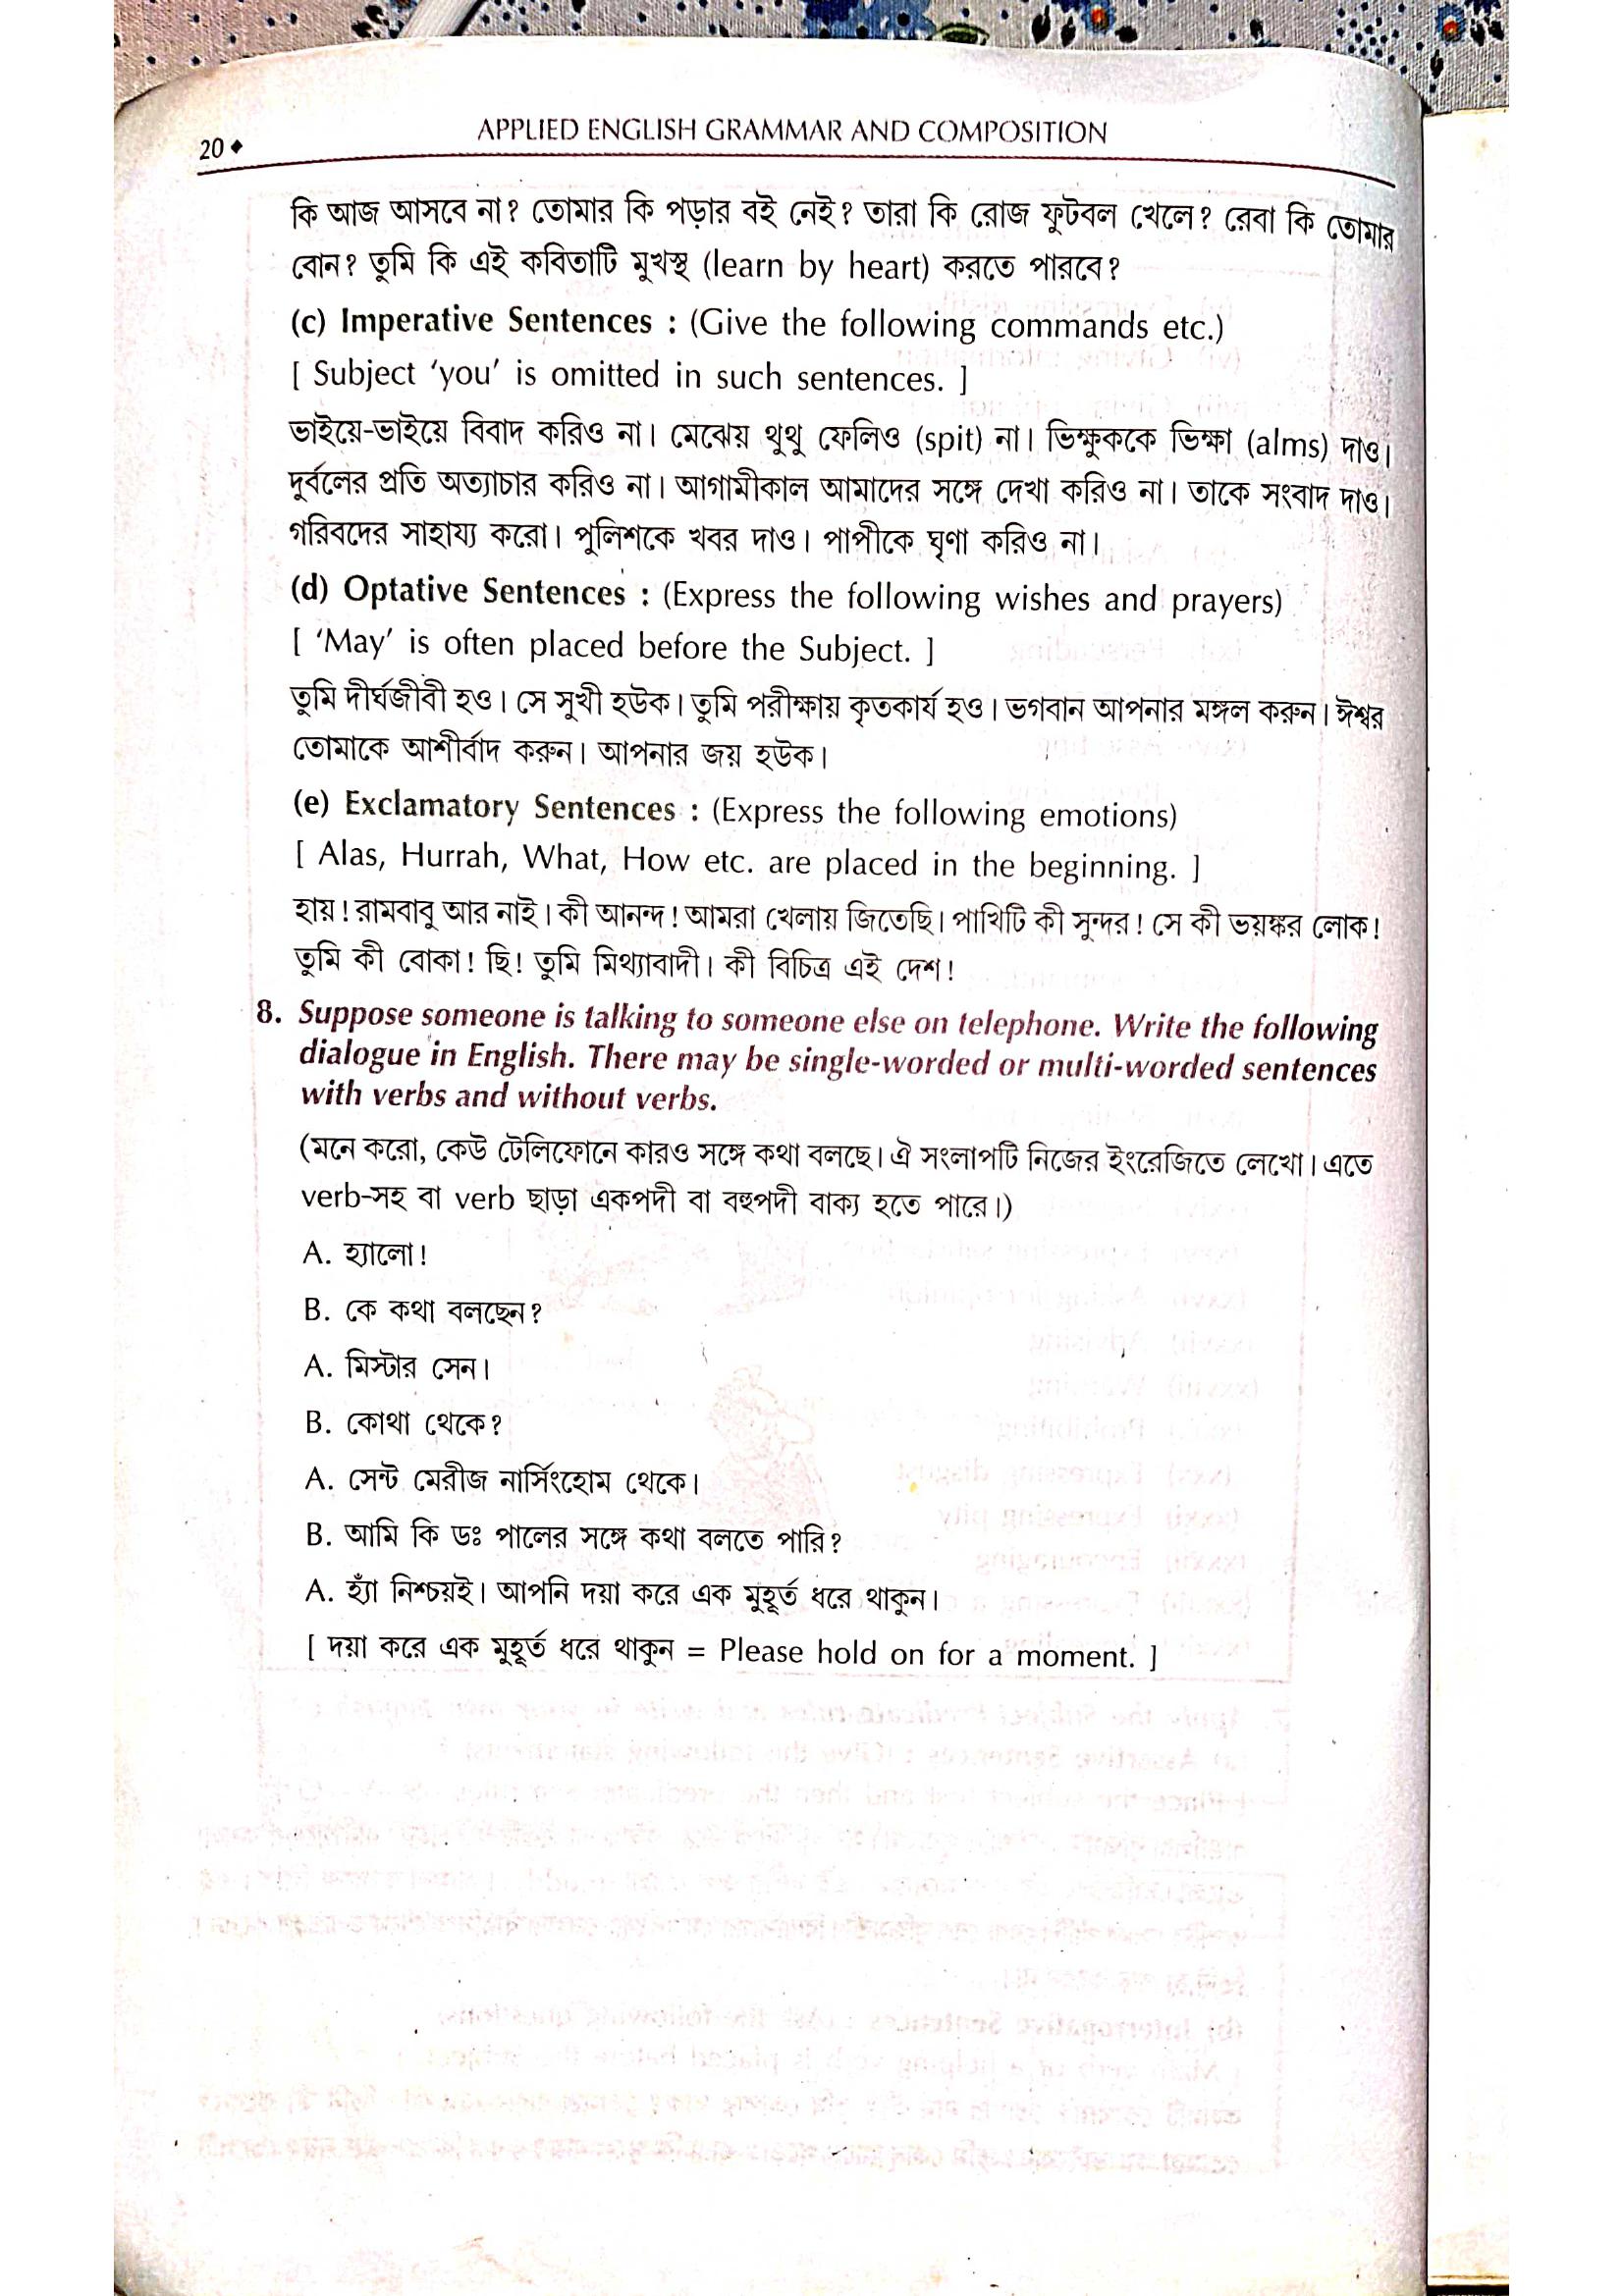 20◆
APPLIED ENGLISH GRAMMAR AND COMPOSITION
কি আজ আসবে না? তোমার কি পড়ার বই নেই? তারা কি রোজ ফুটবল খেলে? রেবা কি তোমার
বোন? তুমি কি এই কবিতাটি মুখস্থ (learn by heart) করতে পারবে?
(c) Imperative Sentences : (Give the following commands etc.)
[ Subject ‘you’ is omitted in such sentences. ]
ভাইয়ে-ভাইয়ে বিবাদ করিও না। মেঝেয় থুথু ফেলিও (spit) না। ভিক্ষুককে ভিক্ষা (alms) দাও।
দুর্বলের প্রতি অত্যাচার করিও না। আগামীকাল আমাদের সঙ্গে দেখা করিও না। তাকে সংবাদ দাও।
গরিবদের সাহায্য করো। পুলিশকে খবর দাও। পাপীকে ঘৃণা করিও না।
(d) Optative Sentences : (Express the following wishes and prayers)
[ ‘May’ is often placed before the Subject. ]
তুমি দীর্ঘজীবী হও। সে সুখী হউক। তুমি পরীক্ষায় কৃতকার্য হও। ভগবান আপনার মঙ্গল করুন। ঈশ্বর
তোমাকে আশীর্বাদ করুন। আপনার জয় হউক।
(e) Exclamatory Sentences : (Express the following emotions)
[ Alas, Hurrah, What, How etc. are placed in the beginning. ]
হায়! রামবাবু আর নাই। কী আনন্দ! আমরা খেলায় জিতেছি। পাখিটি কী সুন্দর! সে কী ভয়ঙ্কর লোক!
তুমি কী বোকা! ছি! তুমি মিথ্যাবাদী। কী বিচিত্র এই দেশ!
8. Suppose someone is talking to someone else on telephone. Write the following
dialogue in English. There may be single-worded or multi-worded sentences
with verbs and without verbs.
(মনে করো, কেউ টেলিফোনে কারও সঙ্গে কথা বলছে। ঐ সংলাপটি নিজের ইংরেজিতে লেখো। এতে
verb-সহ বা verb ছাড়া একপদী বা বহুপদী বাক্য হতে পারে।)
A. হ্যালো!
B. কে কথা বলছেন?
A. মিস্টার সেন।
B. কোথা থেকে?
A. সেন্ট মেরীজ নার্সিংহোম থেকে।
B. আমি কি ডঃ পালের সঙ্গে কথা বলতে পারি?
A. হ্যাঁ নিশ্চয়ই। আপনি দয়া করে এক মুহূর্ত ধরে থাকুন।
[ দয়া করে এক মুহূর্ত ধরে থাকুন = Please hold on for a moment. ]